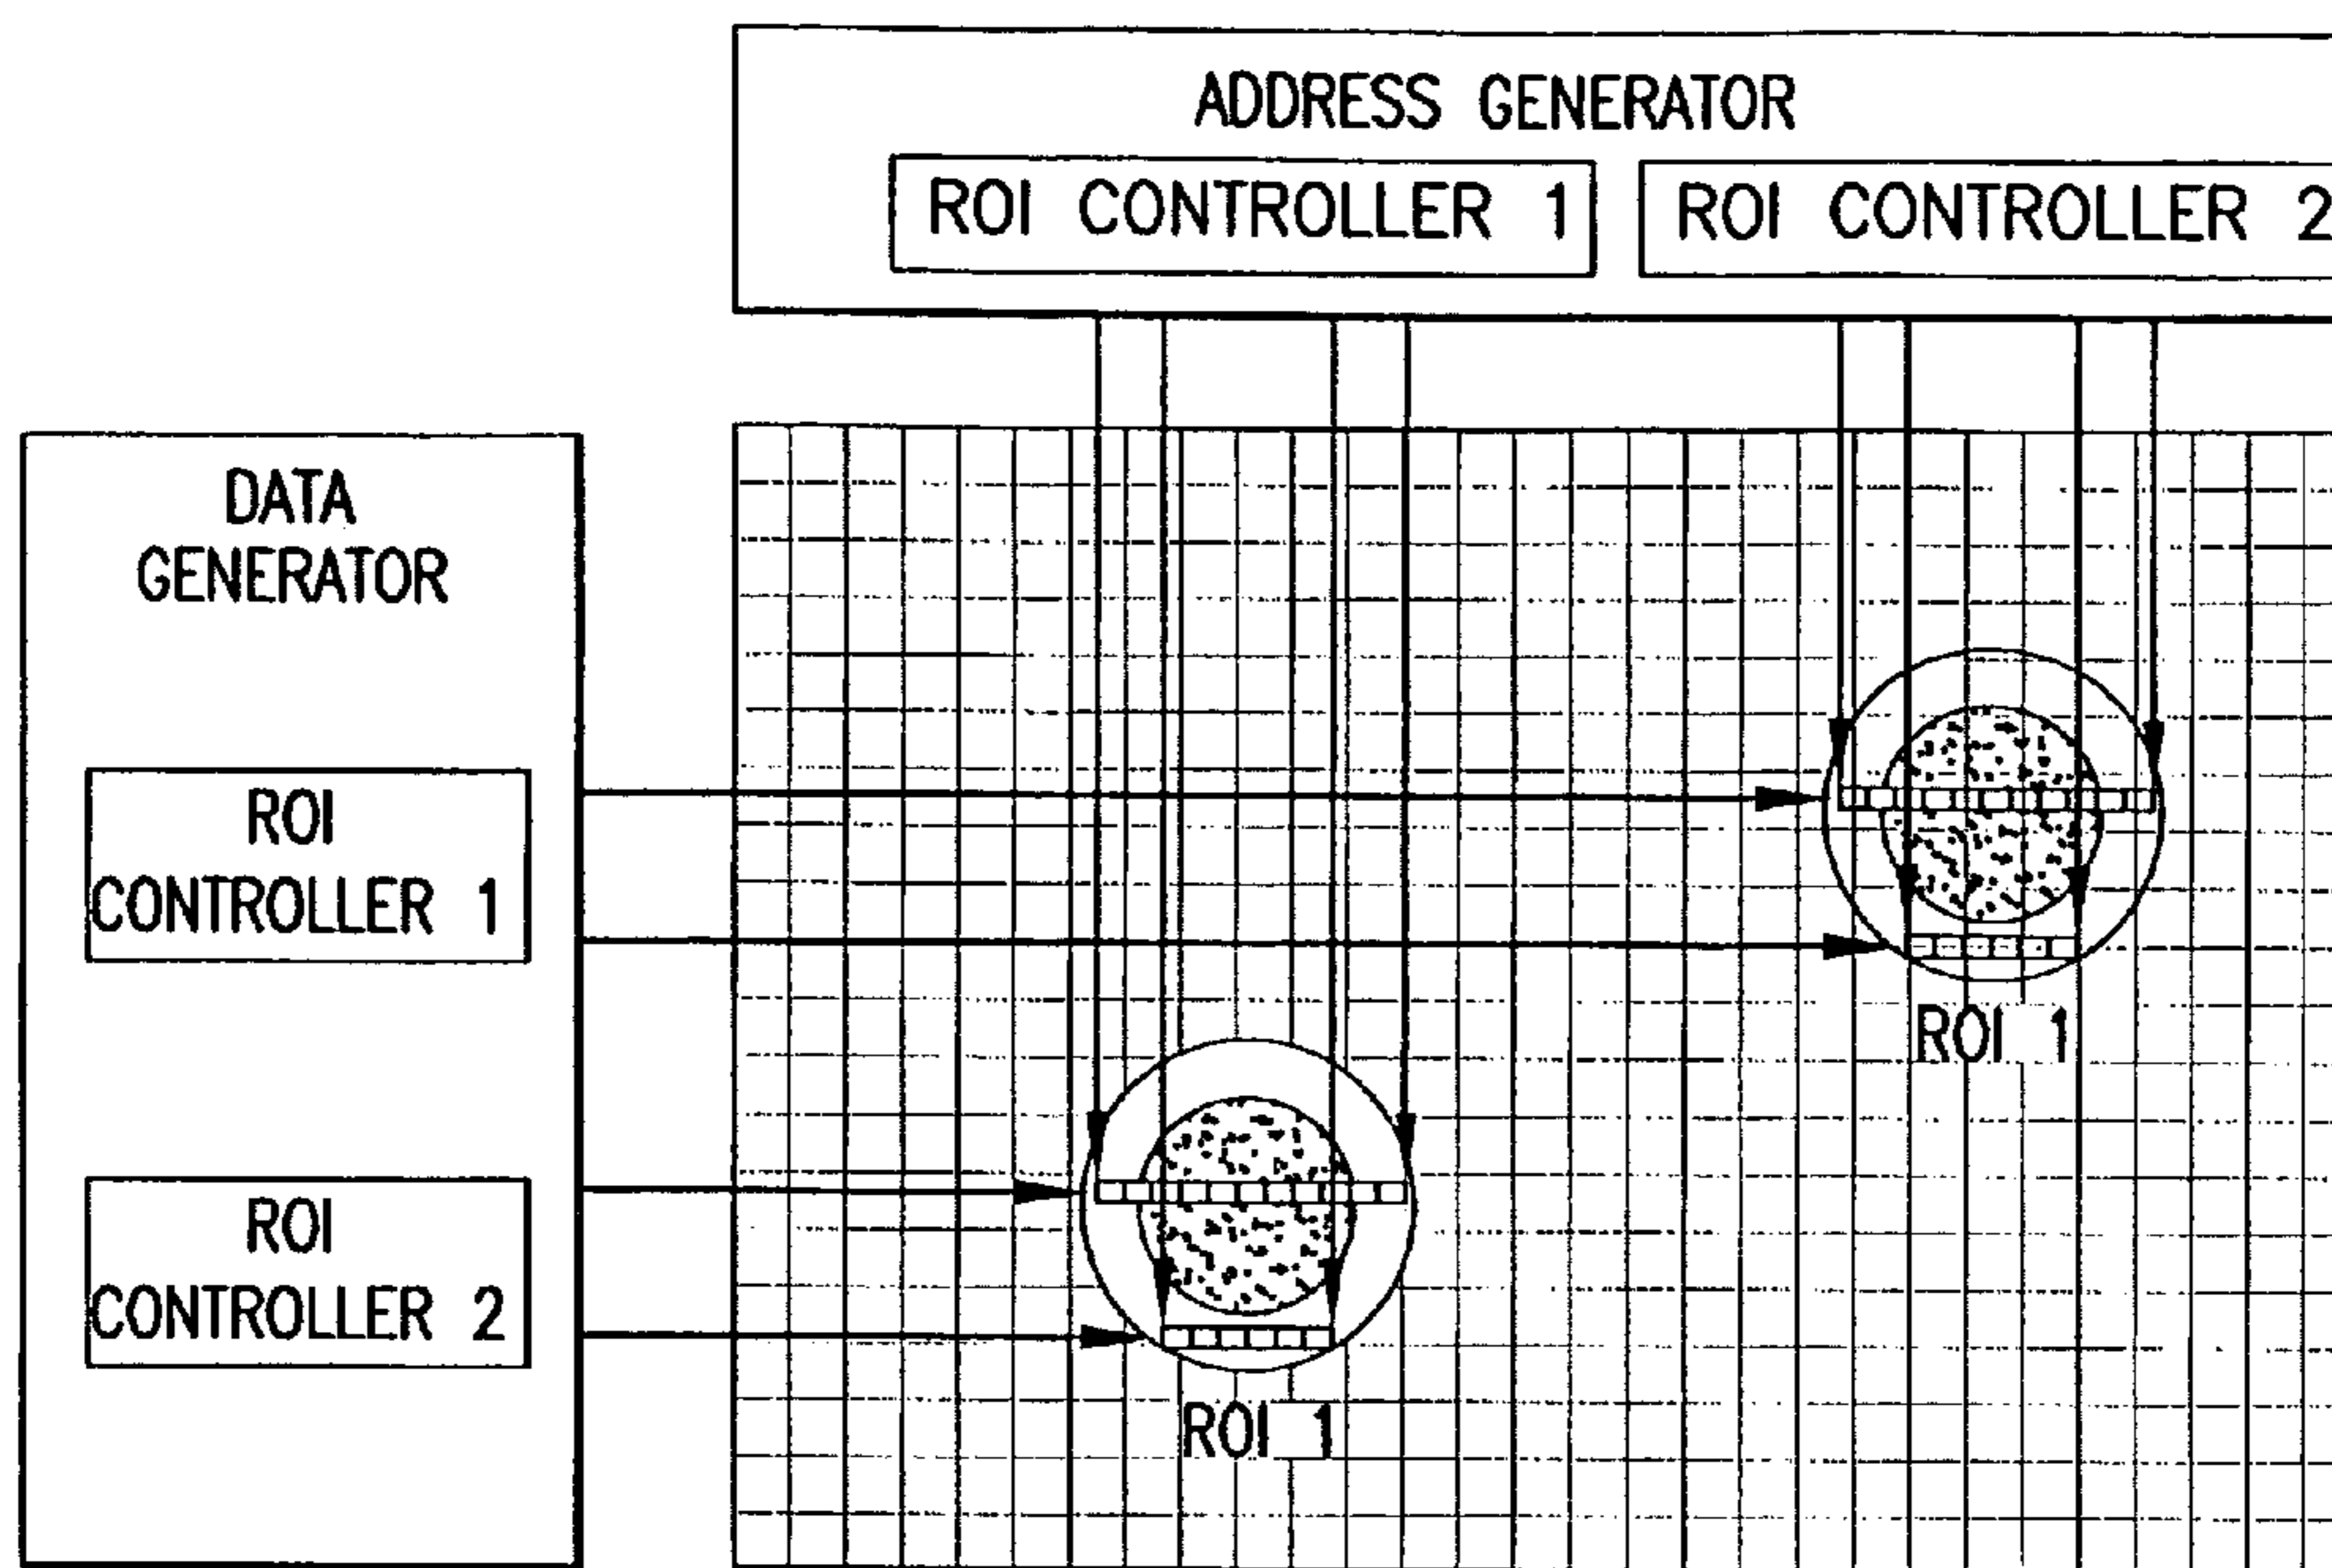 ADDRESS GENERATOR
ROI CONTROLLER 1
ROI CONTROLLER 2
DATA
GENERATOR
ROI
CONTROLLER 1
ROI 1
ROI
CONTROLLER 2
ROI 1